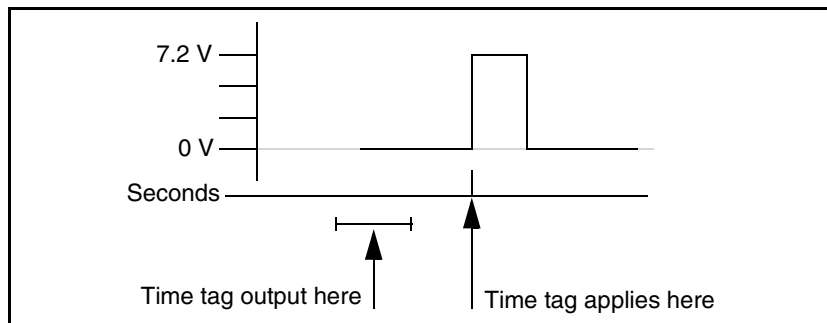 7.2 V
0 V
Seconds
Time tag output here
Time tag applies here